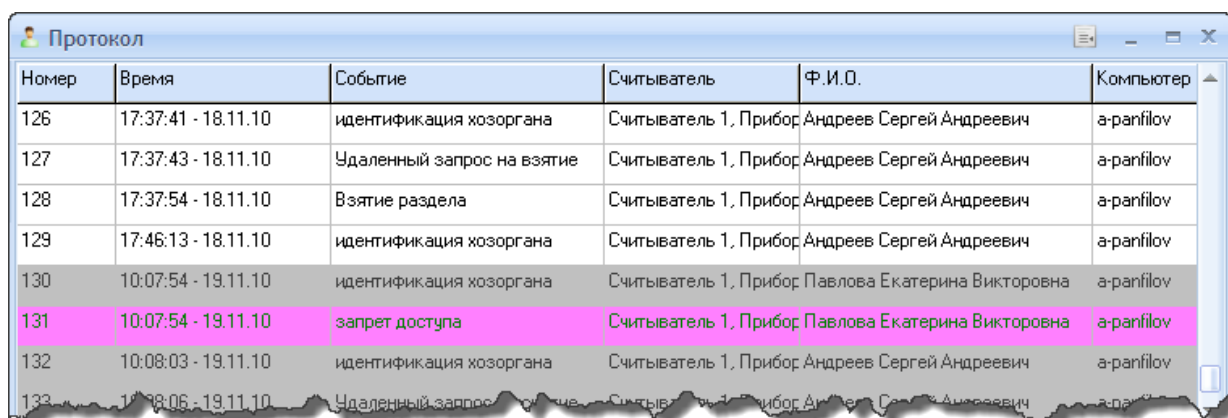 Протокол
Номер Время Событие Считыватель Ф.И.О. Компьютер
126 17:37:41 - 18.11.10 идентификация хозоргана Считыватель 1, Прибор Андреев Сергей Андреевич a-panfilov
127 17:37:43 - 18.11.10 Удаленный запрос на взятие Считыватель 1, Прибор Андреев Сергей Андреевич a-panfilov
128 17:37:54 - 18.11.10 Взятие раздела Считыватель 1, Прибор Андреев Сергей Андреевич a-panfilov
129 17:46:13 - 18.11.10 идентификация хозоргана Считыватель 1, Прибор Андреев Сергей Андреевич a-panfilov
130 10:07:54 - 19.11.10 идентификация хозоргана Считыватель 1, Прибор Павлова Екатерина Викторовна a-panfilov
131 10:07:54 - 19.11.10 запрет доступа Считыватель 1, Прибор Павлова Екатерина Викторовна a-panfilov
132 10:08:03 - 19.11.10 идентификация хозоргана Считыватель 1, Прибор Андреев Сергей Андреевич a-panfilov
133 19.11.10 Удаленный